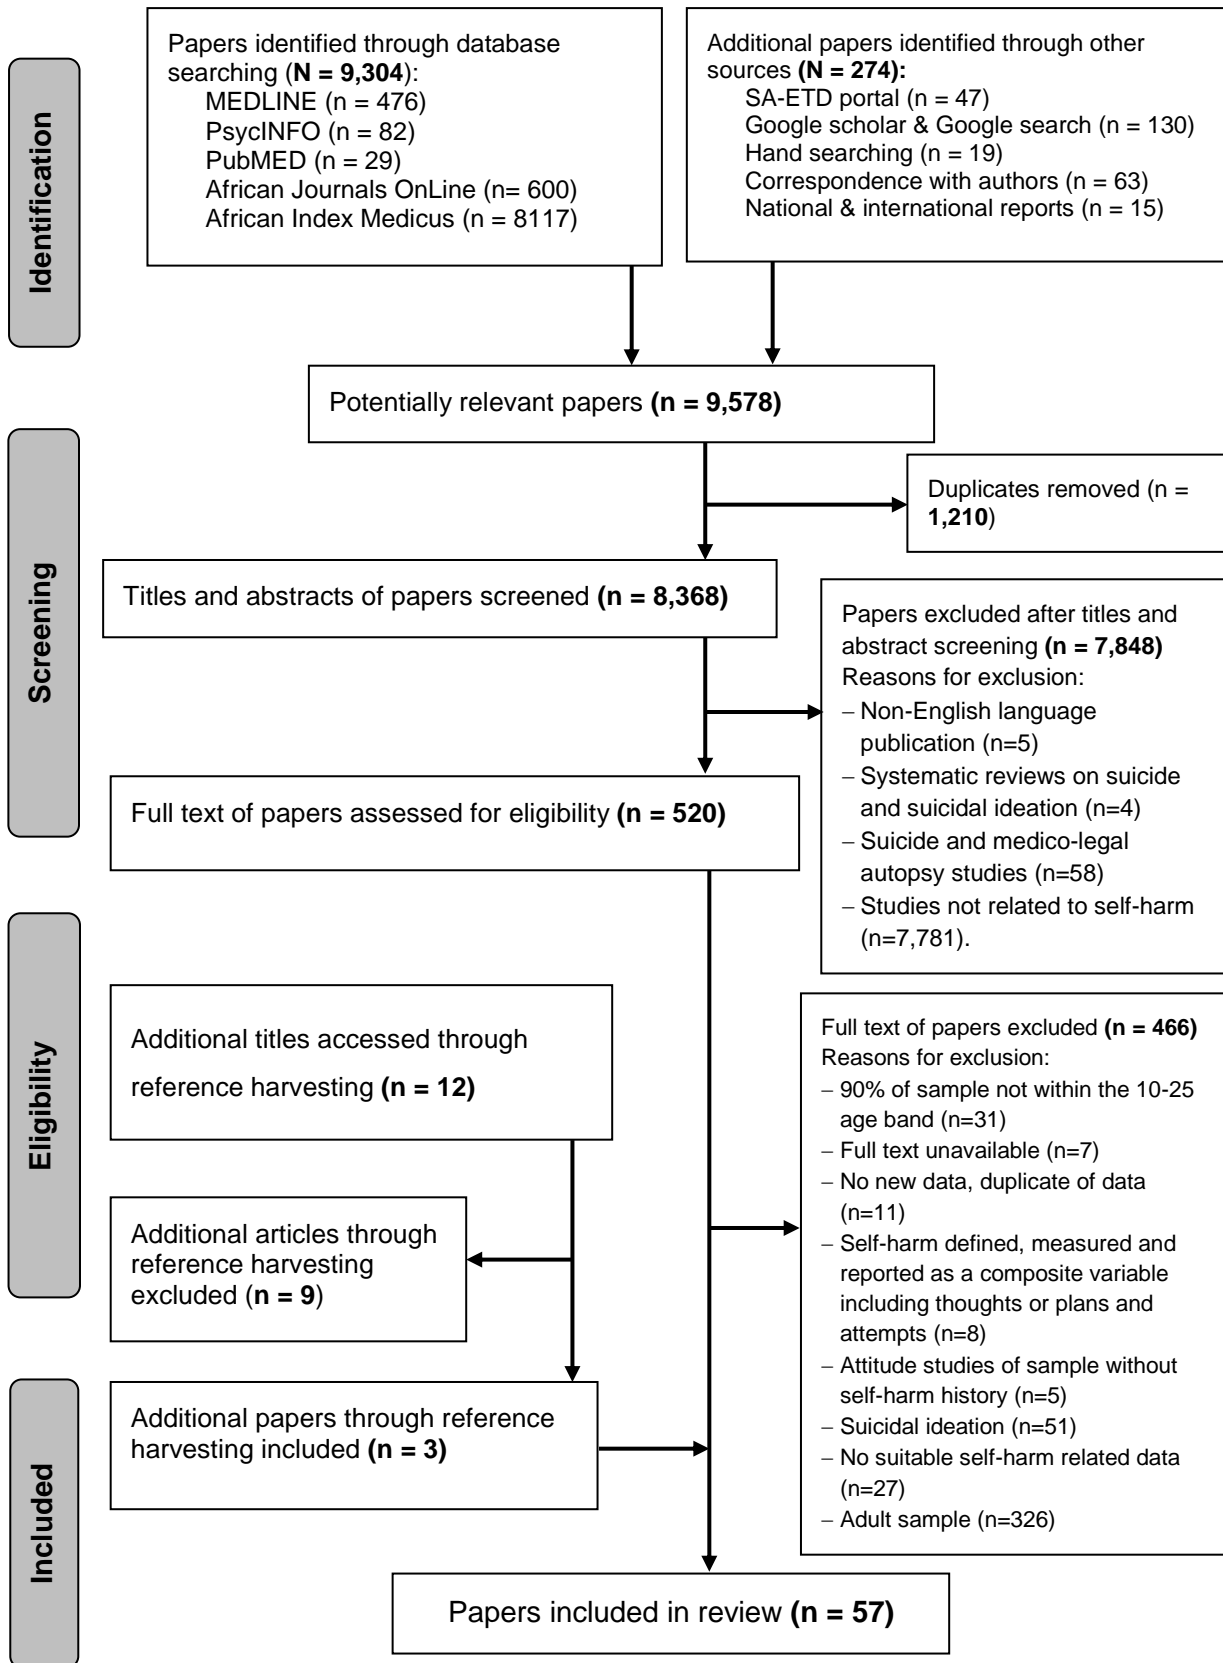 Identification
Papers identified through database
searching (N = 9,304):
MEDLINE (n = 476)
PsycINFO (n = 82)
PubMED (n = 29)
African Journals OnLine (n= 600)
African Index Medicus (n = 8117)
Additional papers identified through other
sources (N = 274):
SA-ETD portal (n = 47)
Google scholar & Google search (n = 130)
Hand searching (n = 19)
Correspondence with authors (n = 63)
National & international reports (n = 15)
Potentially relevant papers (n = 9,578)
Screening
Duplicates removed (n =
1,210)
Titles and abstracts of papers screened (n = 8,368)
Papers excluded after titles and
abstract screening (n = 7,848)
Reasons for exclusion:
– Non-English language
publication (n=5)
– Systematic reviews on suicide
and suicidal ideation (n=4)
– Suicide and medico-legal
autopsy studies (n=58)
– Studies not related to self-harm
(n=7,781).
Full text of papers assessed for eligibility (n = 520)
Eligibility
Additional titles accessed through
reference harvesting (n = 12)
Additional articles through
reference harvesting
excluded (n = 9)
Full text of papers excluded (n = 466)
Reasons for exclusion:
– 90% of sample not within the 10-25
age band (n=31)
– Full text unavailable (n=7)
– No new data, duplicate of data
(n=11)
– Self-harm defined, measured and
reported as a composite variable
including thoughts or plans and
attempts (n=8)
– Attitude studies of sample without
self-harm history (n=5)
– Suicidal ideation (n=51)
– No suitable self-harm related data
(n=27)
– Adult sample (n=326)
Included
Additional papers through reference
harvesting included (n = 3)
Papers included in review (n = 57)